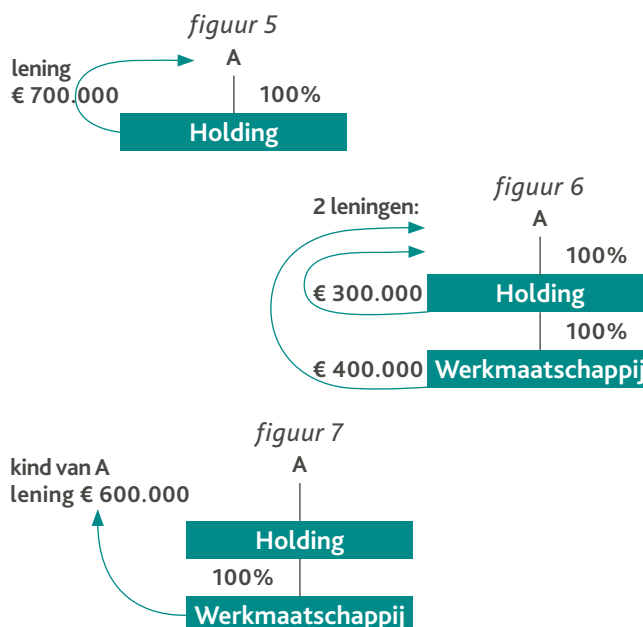 figuur 5
A
lening
€ 700.000
100%
Holding
figuur 6
2 leningen:
A
100%
€ 300.000
Holding
100%
€ 400.000
Werkmaatschappij
figuur 7
kind van A
A
lening € 600.000
Holding
100%
Werkmaatschappij